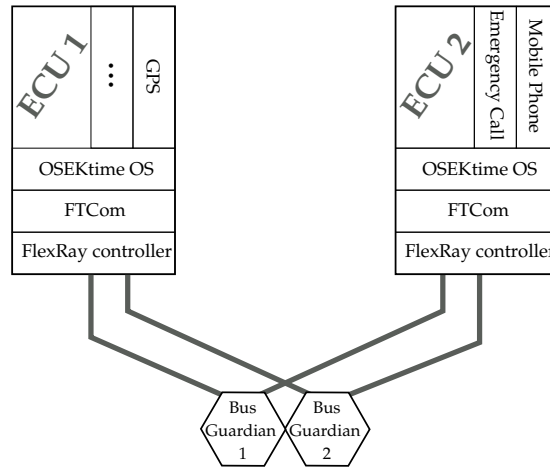 ECU 1
...
GPS
OSEKtime OS
FTCom
FlexRay controller
ECU 2
Emergency Call
Mobile Phone
OSEKtime OS
FTCom
FlexRay controller
Bus
Guardian
1
Bus
Guardian
2